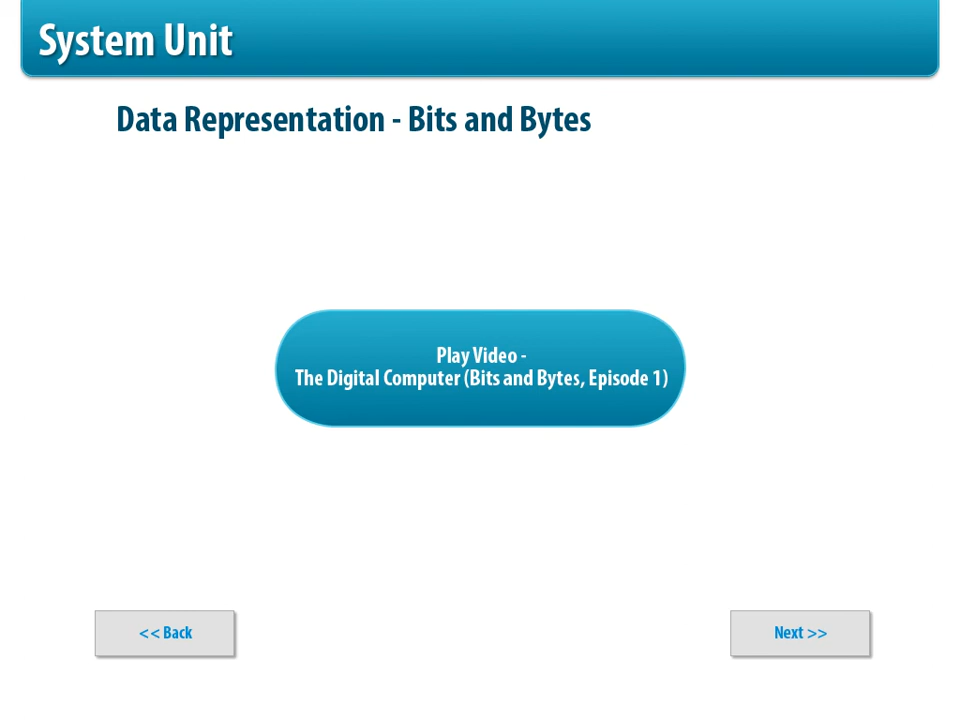 System Unit
Data Representation - Bits and Bytes
Play Video -
The Digital Computer (Bits and Bytes, Episode 1)
<< Back
Next >>